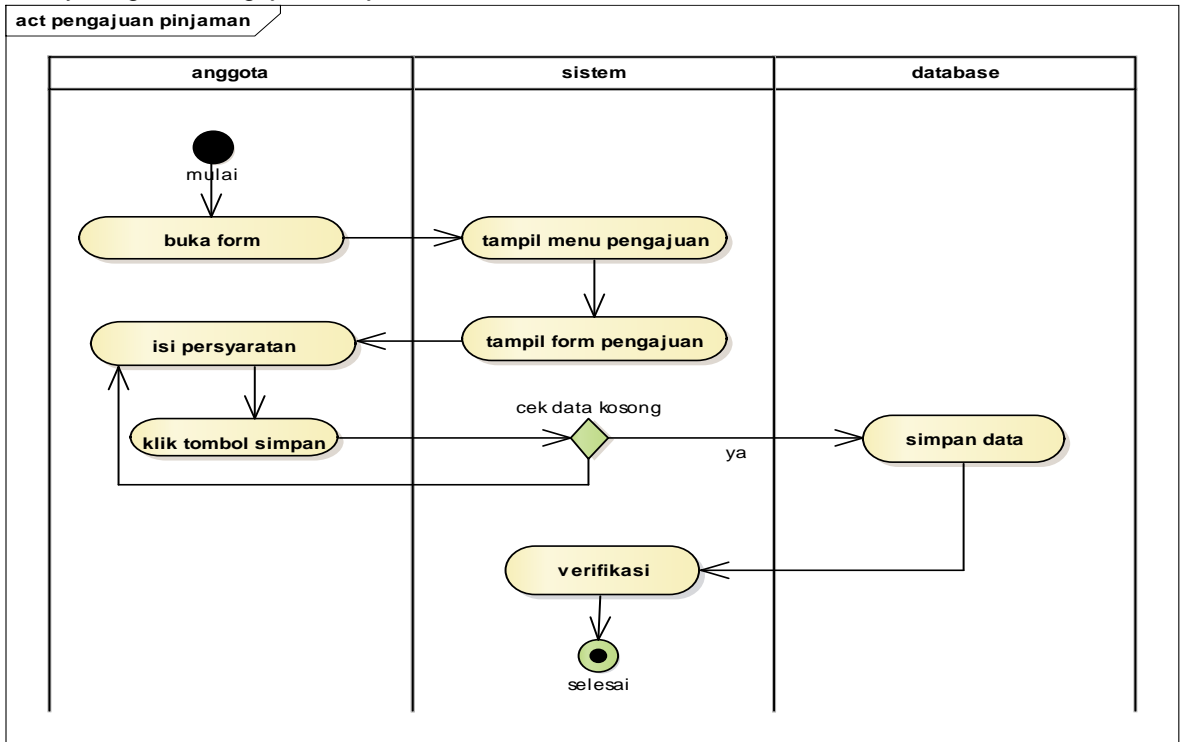 act pengajuan pinjaman
anggota
sistem
database
mulai
buka form
tampil menu pengajuan
isi persyaratan
tampil form pengajuan
cek data kosong
klik tombol simpan
ya
simpan data
verifikasi
selesai